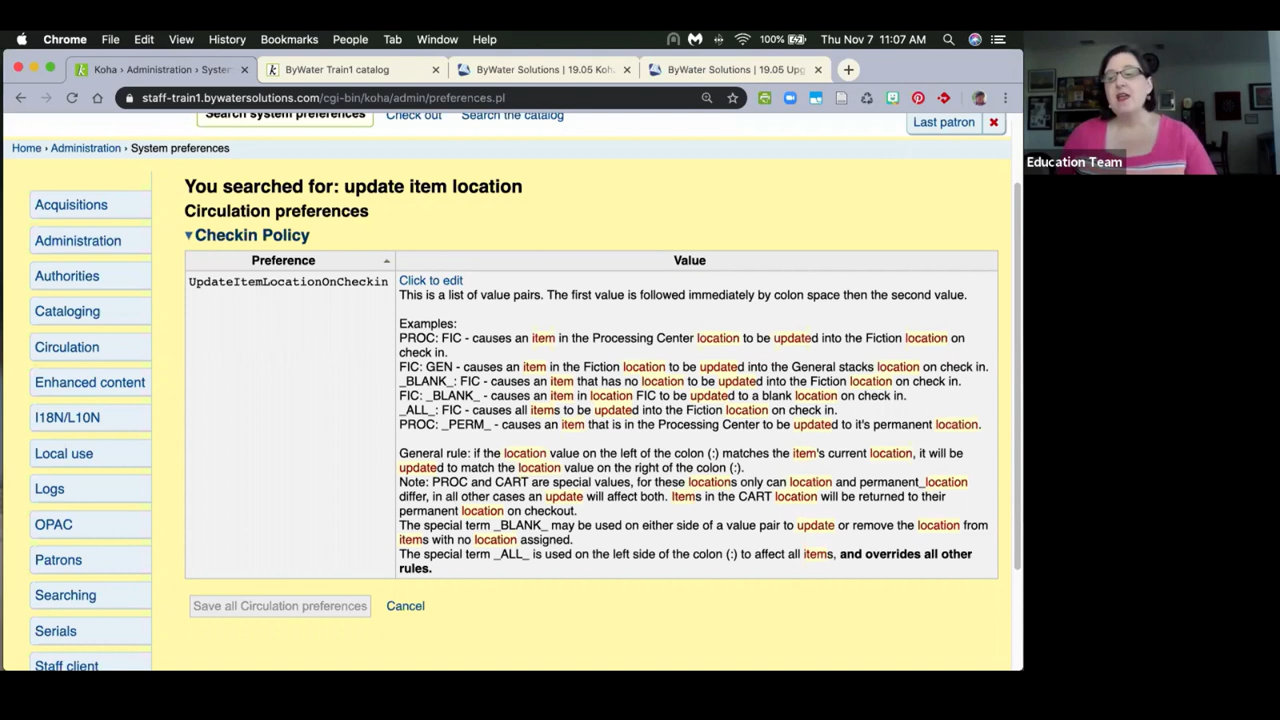 Chrome File Edit View History Bookmarks People Tab Window Help 100% Thu Nov 7 11:07 AM
Koha › Administration › System ByWater Train1 catalog ByWater Solutions | 19.05 Koh ByWater Solutions | 19.05 Upg
staff-train1.bywatersolutions.com/cgi-bin/koha/admin/preferences.pl
Search system preferences Check out Search the catalog
Last patron
Home › Administration › System preferences
Education Team
Acquisitions
Administration
Authorities
Cataloging
Circulation
Enhanced content
I18N/L10N
Local use
Logs
OPAC
Patrons
Searching
Serials
Staff client
You searched for: update item location
Circulation preferences
Checkin Policy
Preference Value
UpdateItemLocationOnCheckin
Click to edit
This is a list of value pairs. The first value is followed immediately by colon space then the second value.
Examples:
PROC: FIC - causes an item in the Processing Center location to be updated into the Fiction location on
check in.
FIC: GEN - causes an item in the Fiction location to be updated into the General stacks location on check in.
_BLANK_: FIC - causes an item that has no location to be updated into the Fiction location on check in.
FIC: _BLANK_ - causes an item in location FIC to be updated to a blank location on check in.
_ALL_: FIC - causes all items to be updated into the Fiction location on check in.
PROC: _PERM_ - causes an item that is in the Processing Center to be updated to it's permanent location.
General rule: if the location value on the left of the colon (:) matches the item's current location, it will be
updated to match the location value on the right of the colon (:).
Note: PROC and CART are special values, for these locations only can location and permanent_location
differ, in all other cases an update will affect both. Items in the CART location will be returned to their
permanent location on checkout.
The special term _BLANK_ may be used on either side of a value pair to update or remove the location from
items with no location assigned.
The special term _ALL_ is used on the left side of the colon (:) to affect all items, and overrides all other
rules.
Save all Circulation preferences Cancel